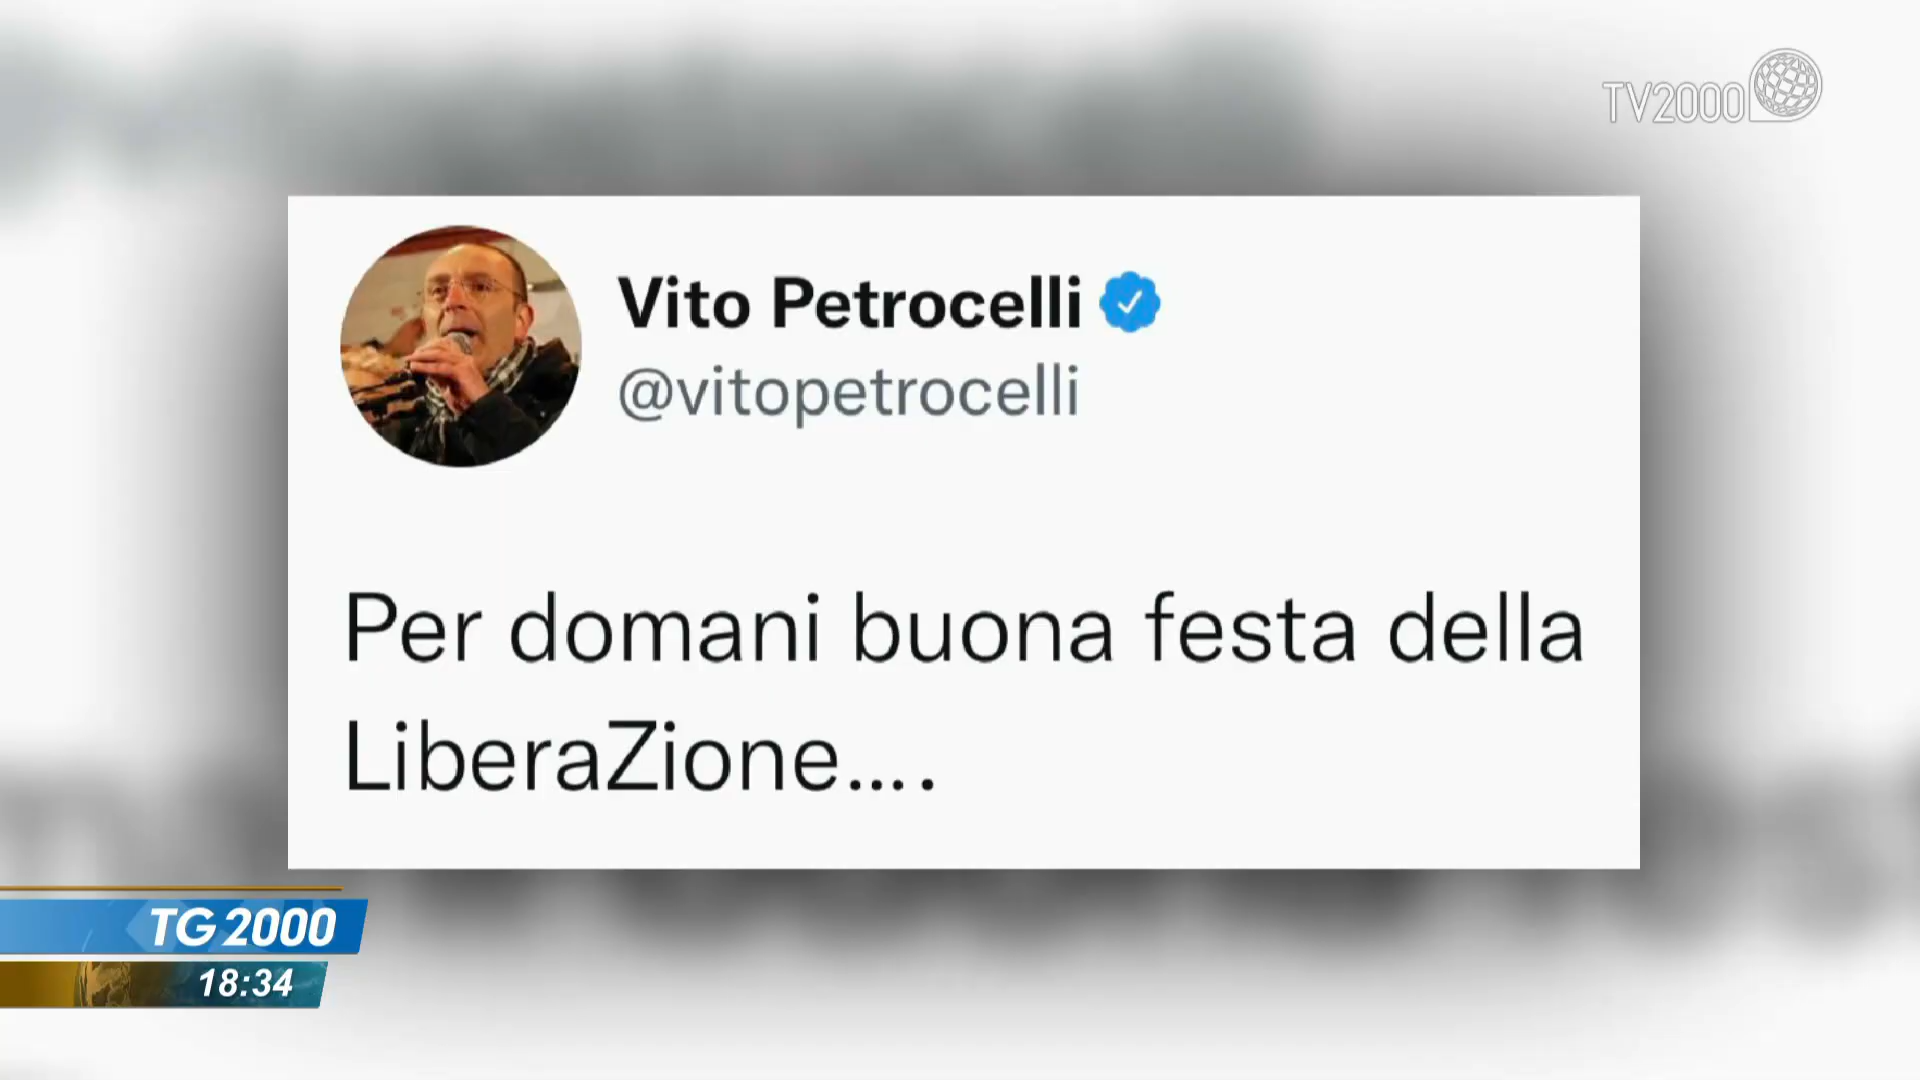 TV2000
Vito Petrocelli
@vitopetrocelli
Per domani buona festa della
LiberaZione....
TG 2000
18:34